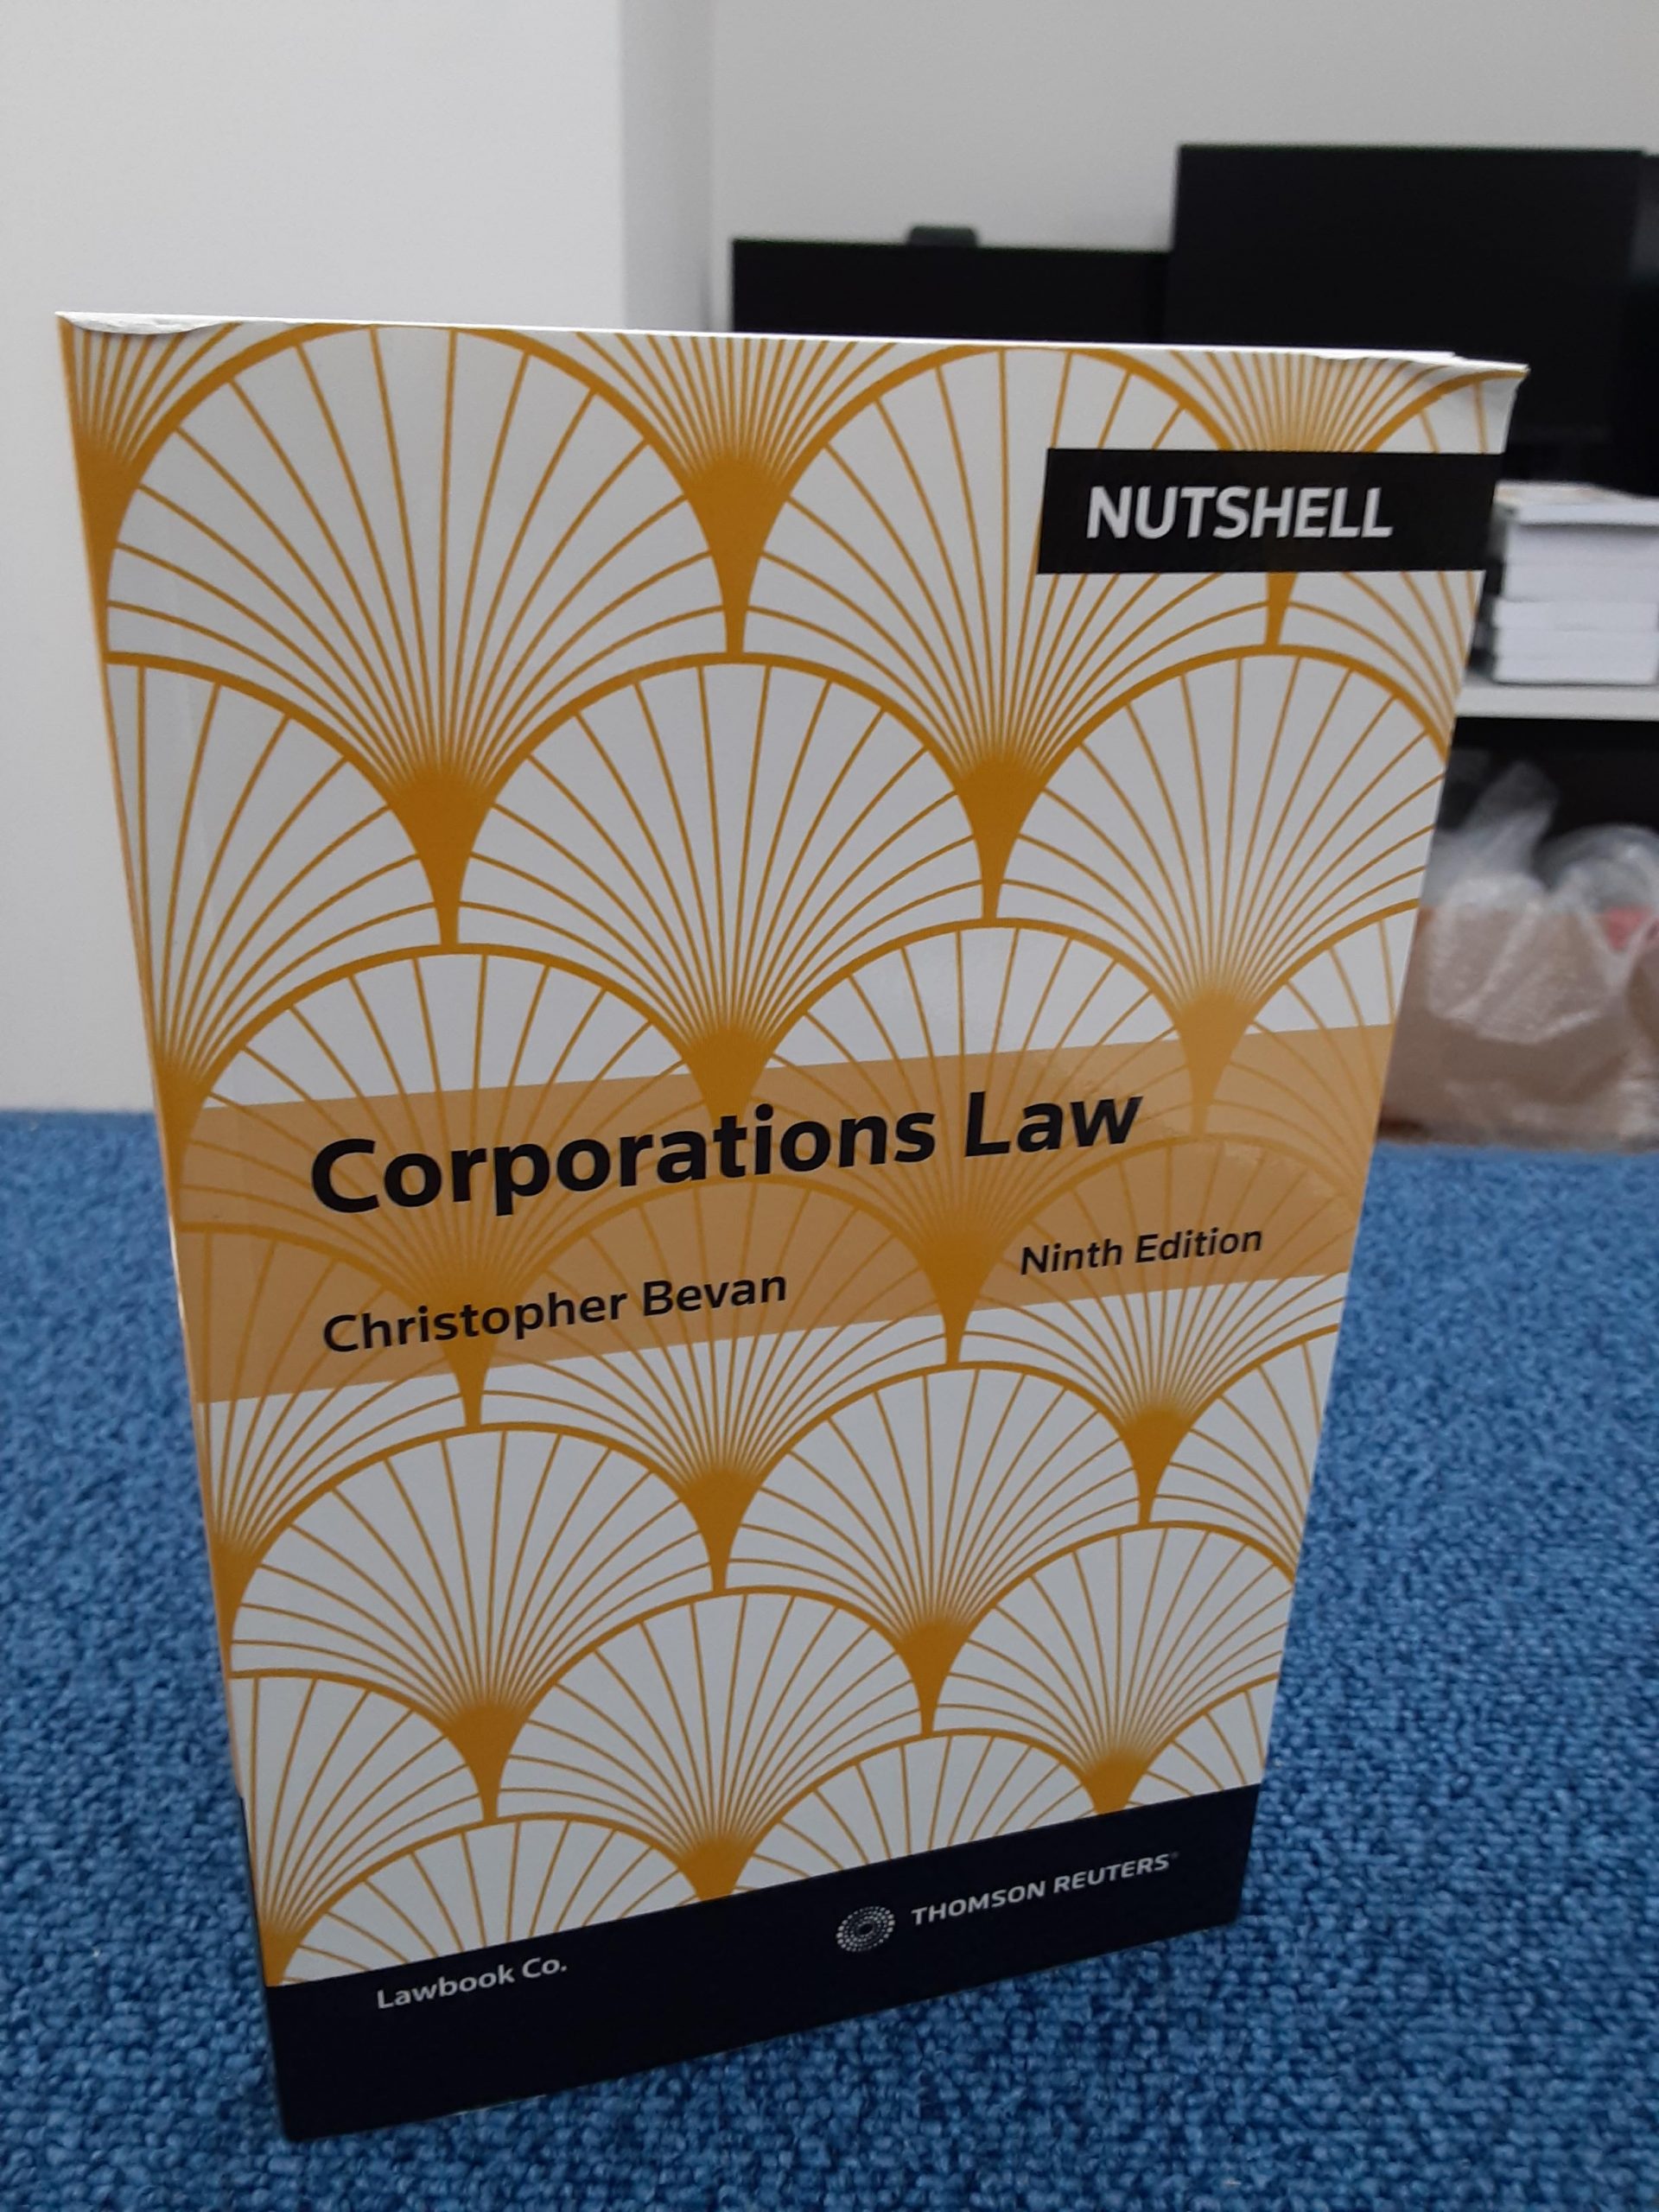 NUTSHELL
Corporations Law
Ninth Edition
Christopher Bevan
Lawbook Co.
THOMSON REUTERS®